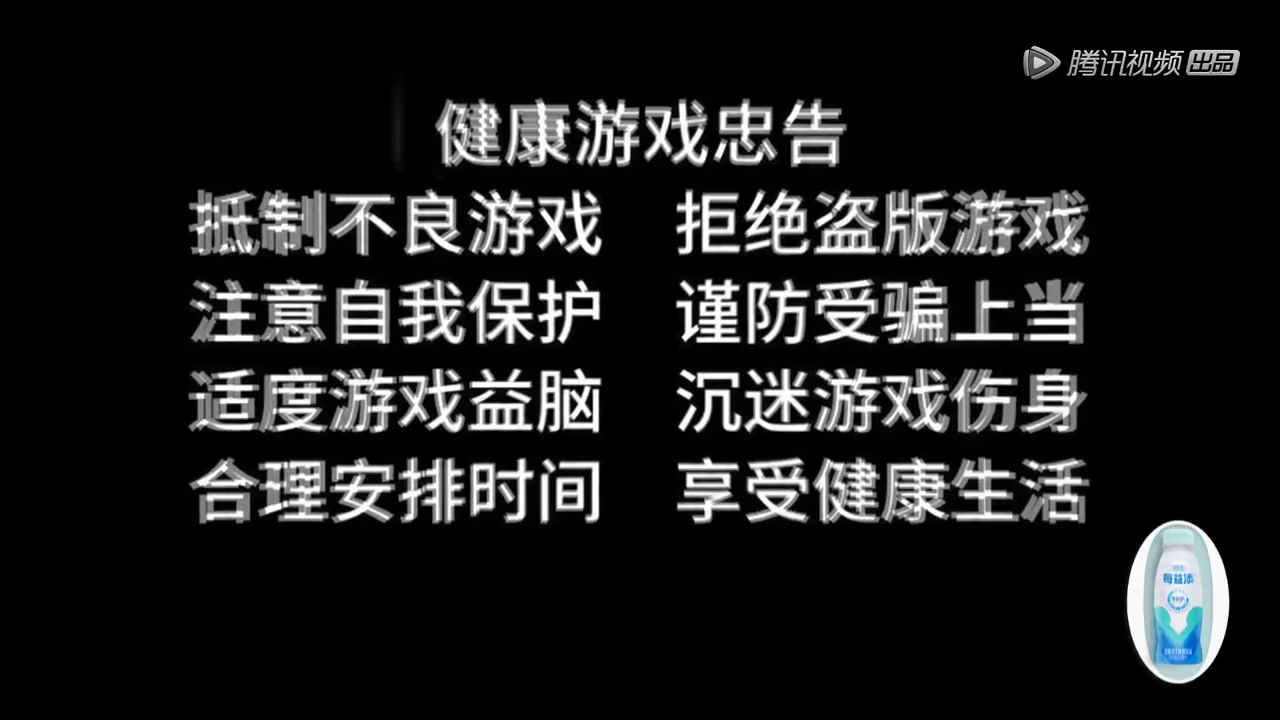 腾讯视频 出品
健康游戏忠告
抵制不良游戏 拒绝盗版游戏
注意自我保护 谨防受骗上当
适度游戏益脑 沉迷游戏伤身
合理安排时间 享受健康生活
每益添